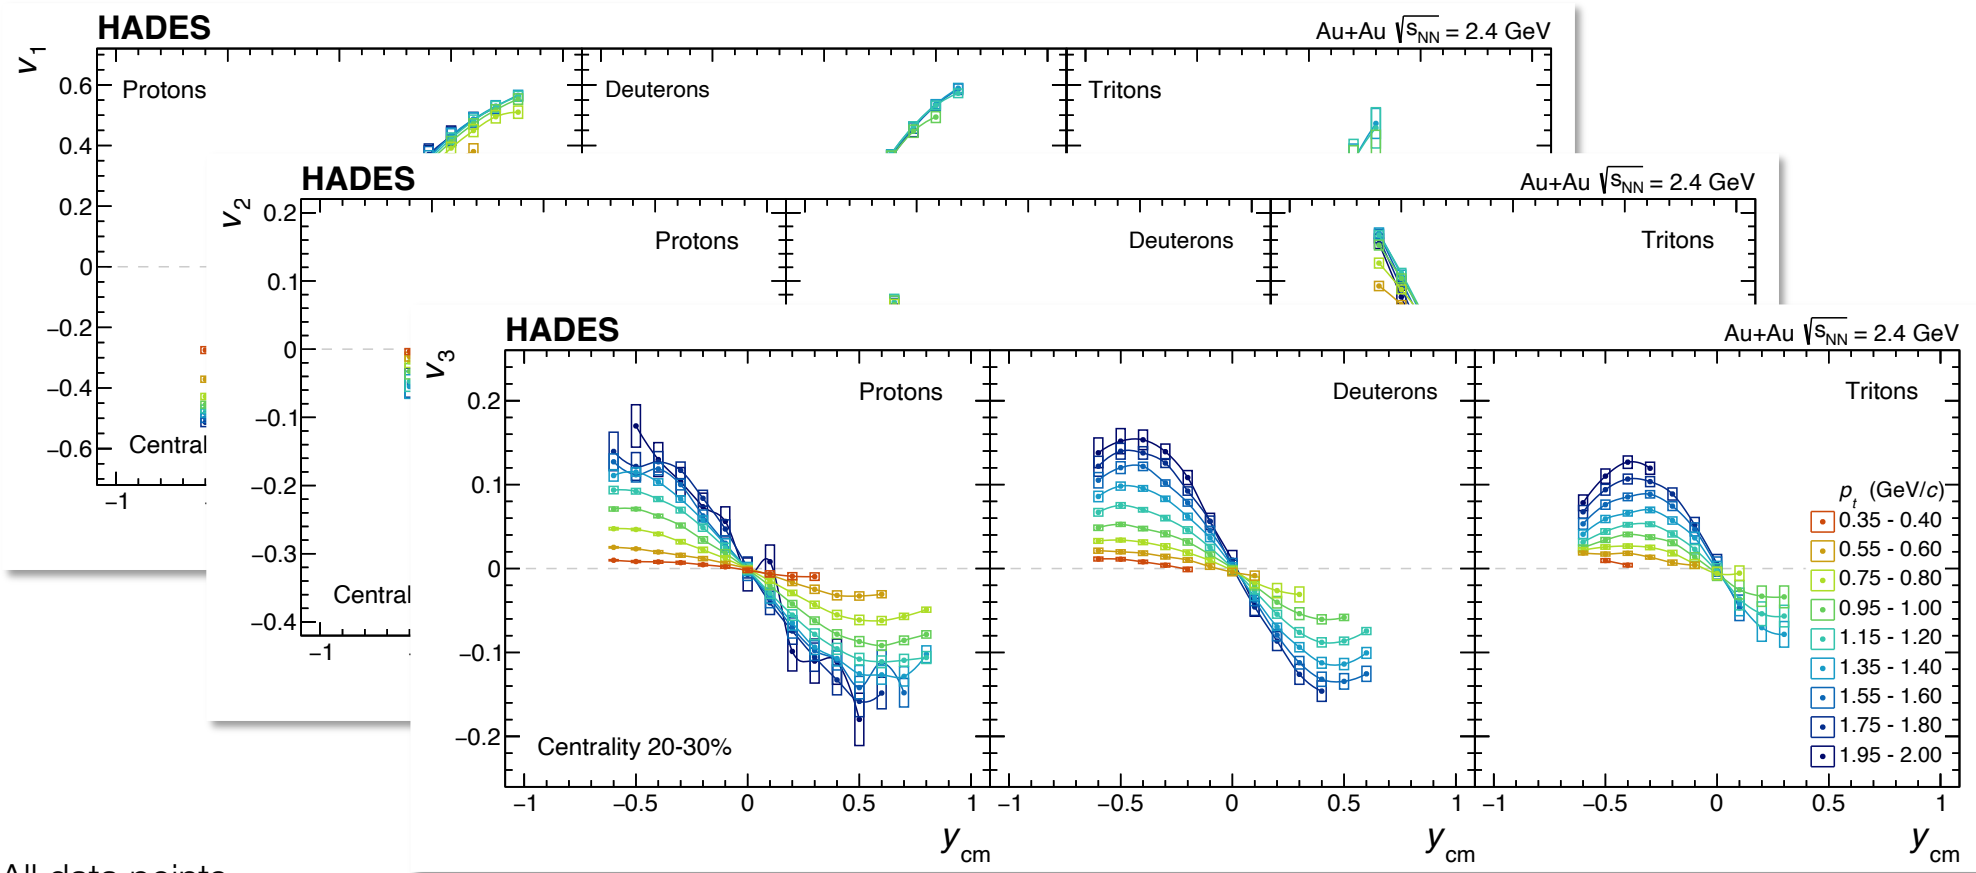 HADES
Au+Au √sNN = 2.4 GeV
v1
Protons
Deuterons
Tritons
0.6
0.4
0.2
0
−0.2
−0.4
−0.6
Central
−1
HADES
Au+Au √sNN = 2.4 GeV
v2
Protons
Deuterons
Tritons
0.2
0.1
0
−0.1
−0.2
−0.3
−0.4
Central
−1
HADES
Au+Au √sNN = 2.4 GeV
v3
Protons
Deuterons
Tritons
0.2
0.1
0
−0.1
−0.2
Centrality 20-30%
pt (GeV/c)
0.35 - 0.40
0.55 - 0.60
0.75 - 0.80
0.95 - 1.00
1.15 - 1.20
1.35 - 1.40
1.55 - 1.60
1.75 - 1.80
1.95 - 2.00
−1 −0.5 0 0.5 1 −1 −0.5 0 0.5 1 −1 −0.5 0 0.5 1
ycm ycm ycm
All data points